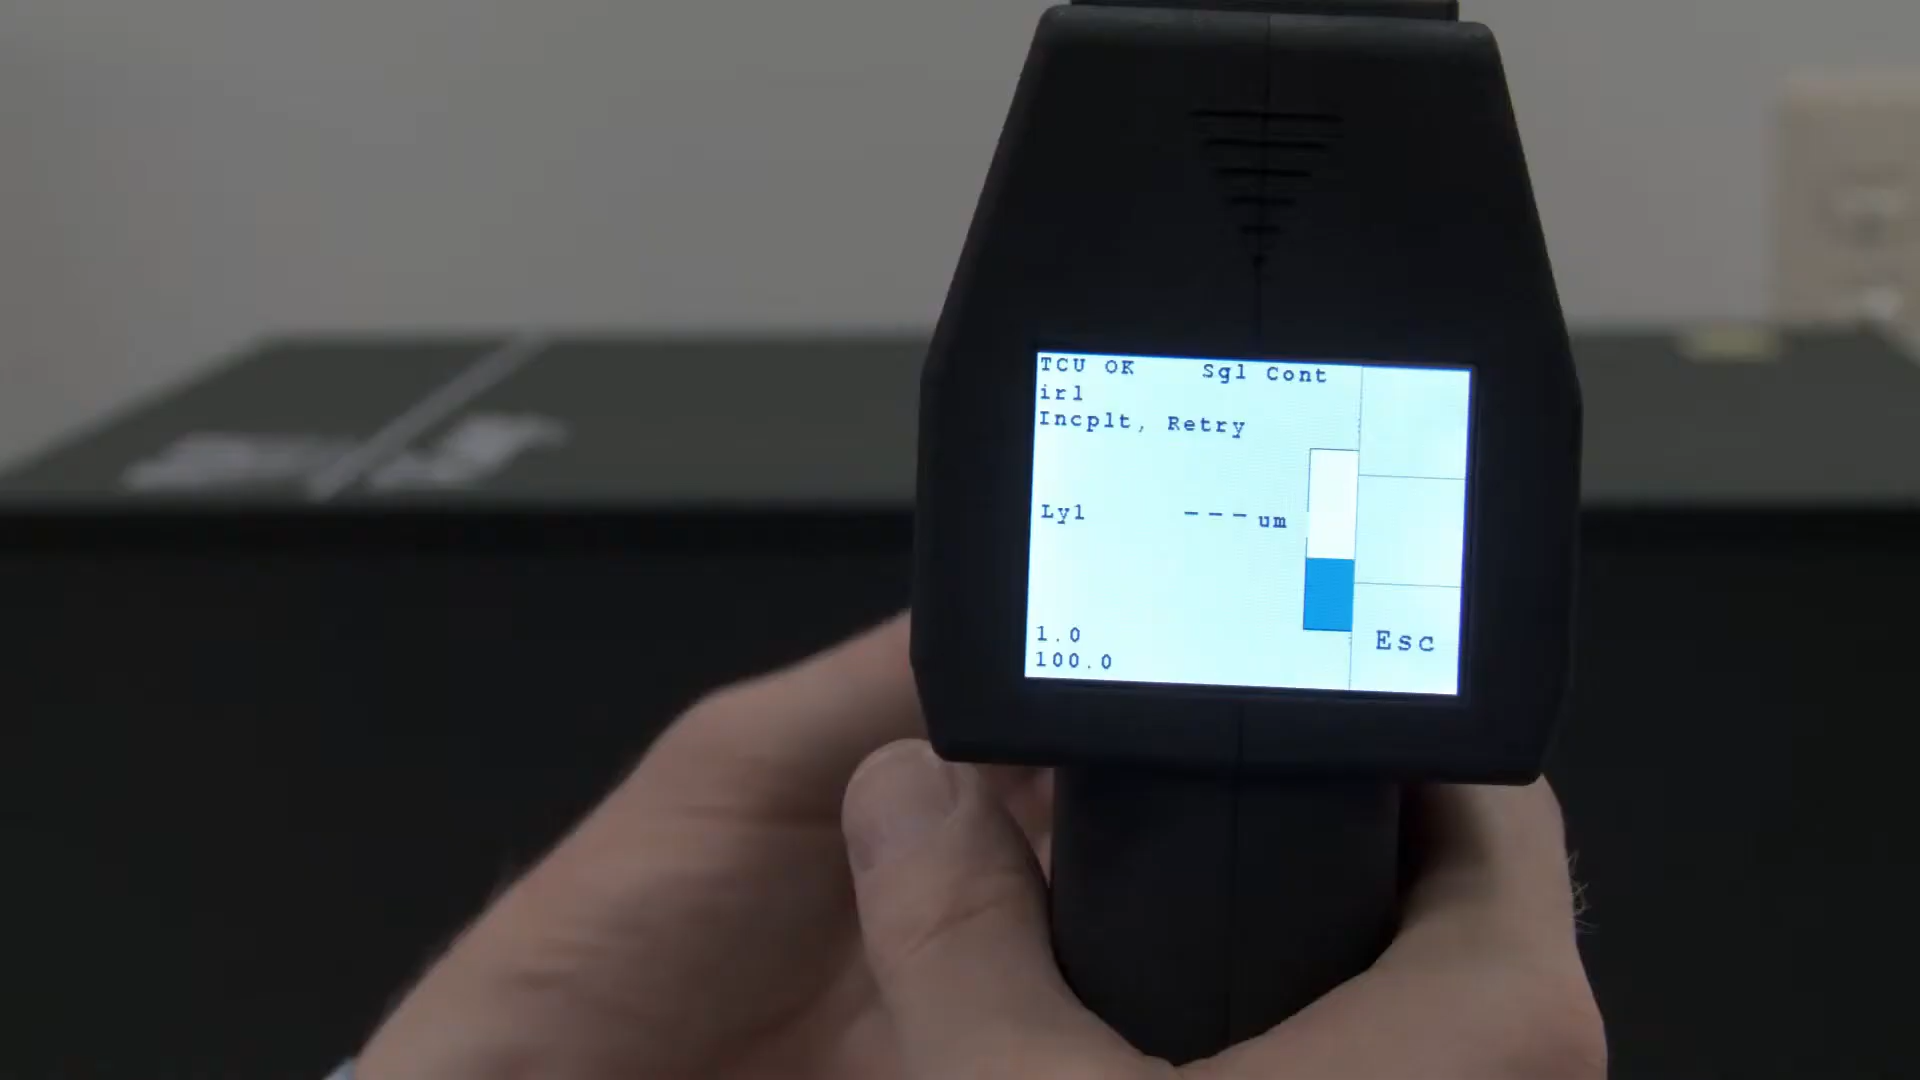 TCU OK Sgl Cont
irl
Incplt, Retry
Lyl ---um
1.0
100.0
Esc